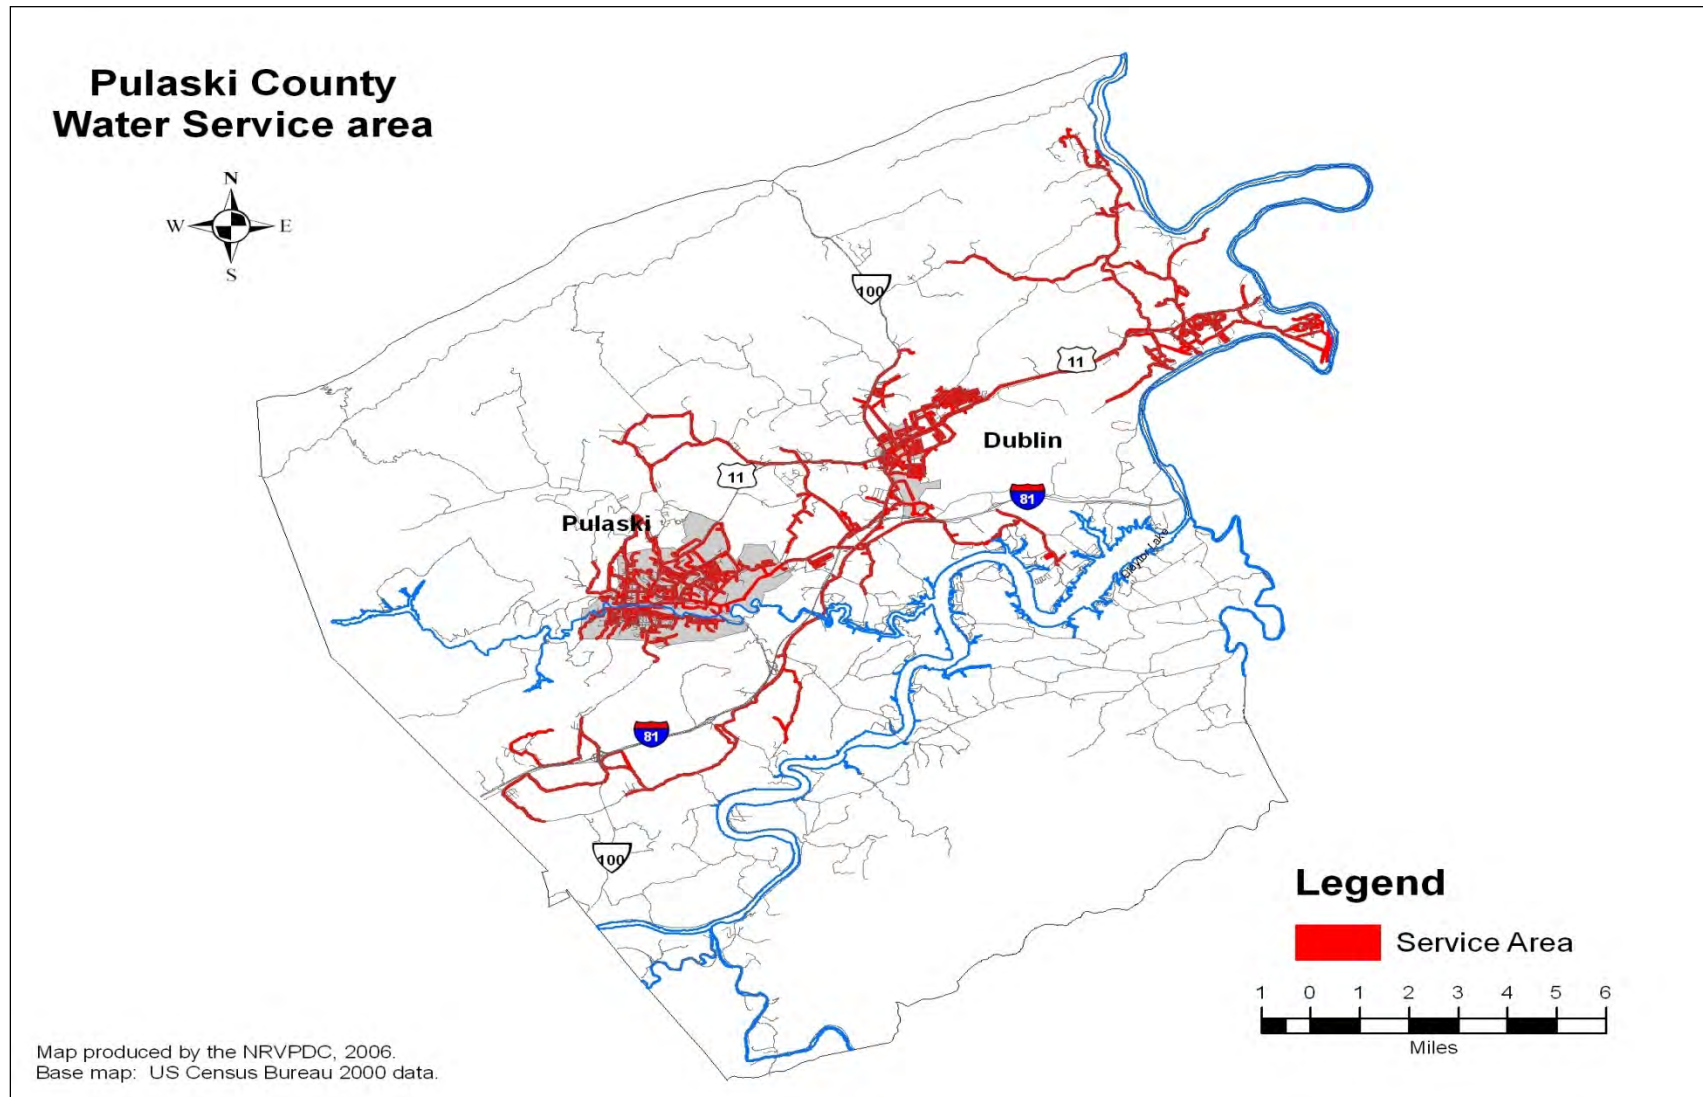 Pulaski County
Water Service area
N
W
E
S
100
11
Dublin
11
81
Pulaski
Claytor Lake
81
100
Legend
Service Area
1 0 1 2 3 4 5 6
Miles
Map produced by the NRVPDC, 2006.
Base map: US Census Bureau 2000 data.